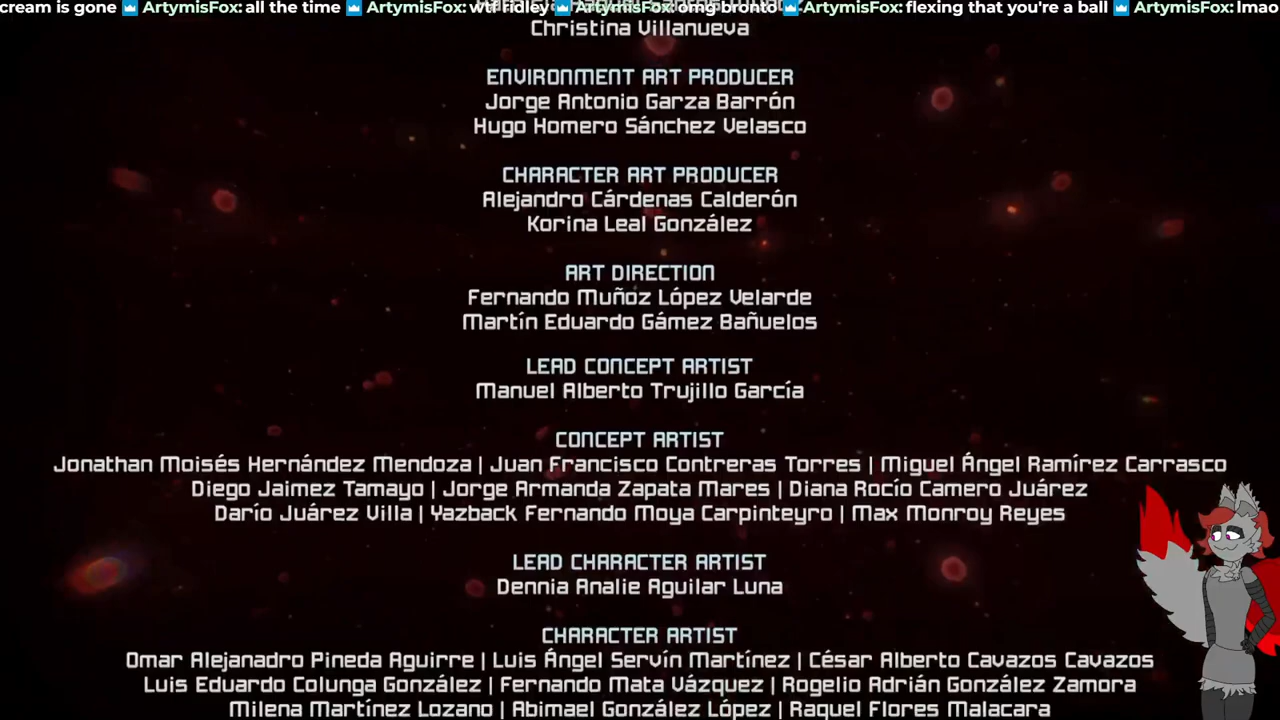 cream is gone ArtymisFox: all the time ArtymisFox: wtf ridley ArtymisFox: omg bronto ArtymisFox: flexing that you're a ball ArtymisFox: lmao
Christina Villanueva
ENVIRONMENT ART PRODUCER
Jorge Antonio Garza Barrón
Hugo Homero Sánchez Velasco
CHARACTER ART PRODUCER
Alejandro Cárdenas Calderón
Korina Leal González
ART DIRECTION
Fernando Muñoz López Velarde
Martín Eduardo Gámez Bañuelos
LEAD CONCEPT ARTIST
Manuel Alberto Trujillo García
CONCEPT ARTIST
Jonathan Moisés Hernández Mendoza | Juan Francisco Contreras Torres | Miguel Ángel Ramírez Carrasco
Diego Jaimez Tamayo | Jorge Armanda Zapata Mares | Diana Rocío Camero Juárez
Darío Juárez Villa | Yazback Fernando Moya Carpinteyro | Max Monroy Reyes
LEAD CHARACTER ARTIST
Dennia Analie Aguilar Luna
CHARACTER ARTIST
Omar Alejanadro Pineda Aguirre | Luis Ángel Servín Martínez | César Alberto Cavazos Cavazos
Luis Eduardo Colunga González | Fernando Mata Vázquez | Rogelio Adrián González Zamora
Milena Martínez Lozano | Abimael González López | Raquel Flores Malacara